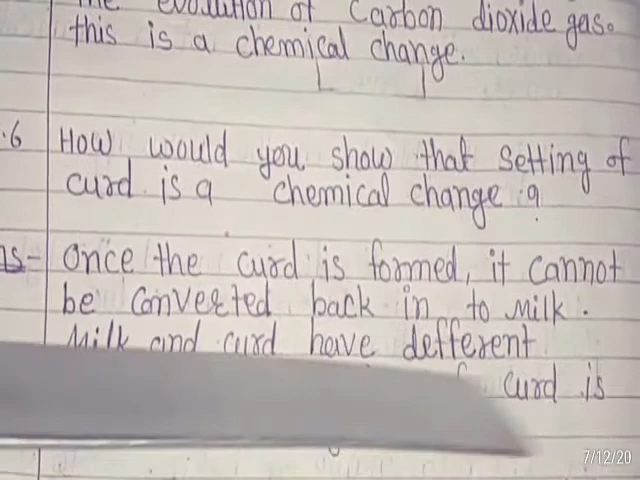 the evolution of Carbon dioxide gas.
this is a chemical change.
.6 How would you show that setting of
curd is a chemical change ?
ns- Once the curd is formed, it cannot
be converted back in to milk.
Milk and curd have defferent
curd is
7/12/20